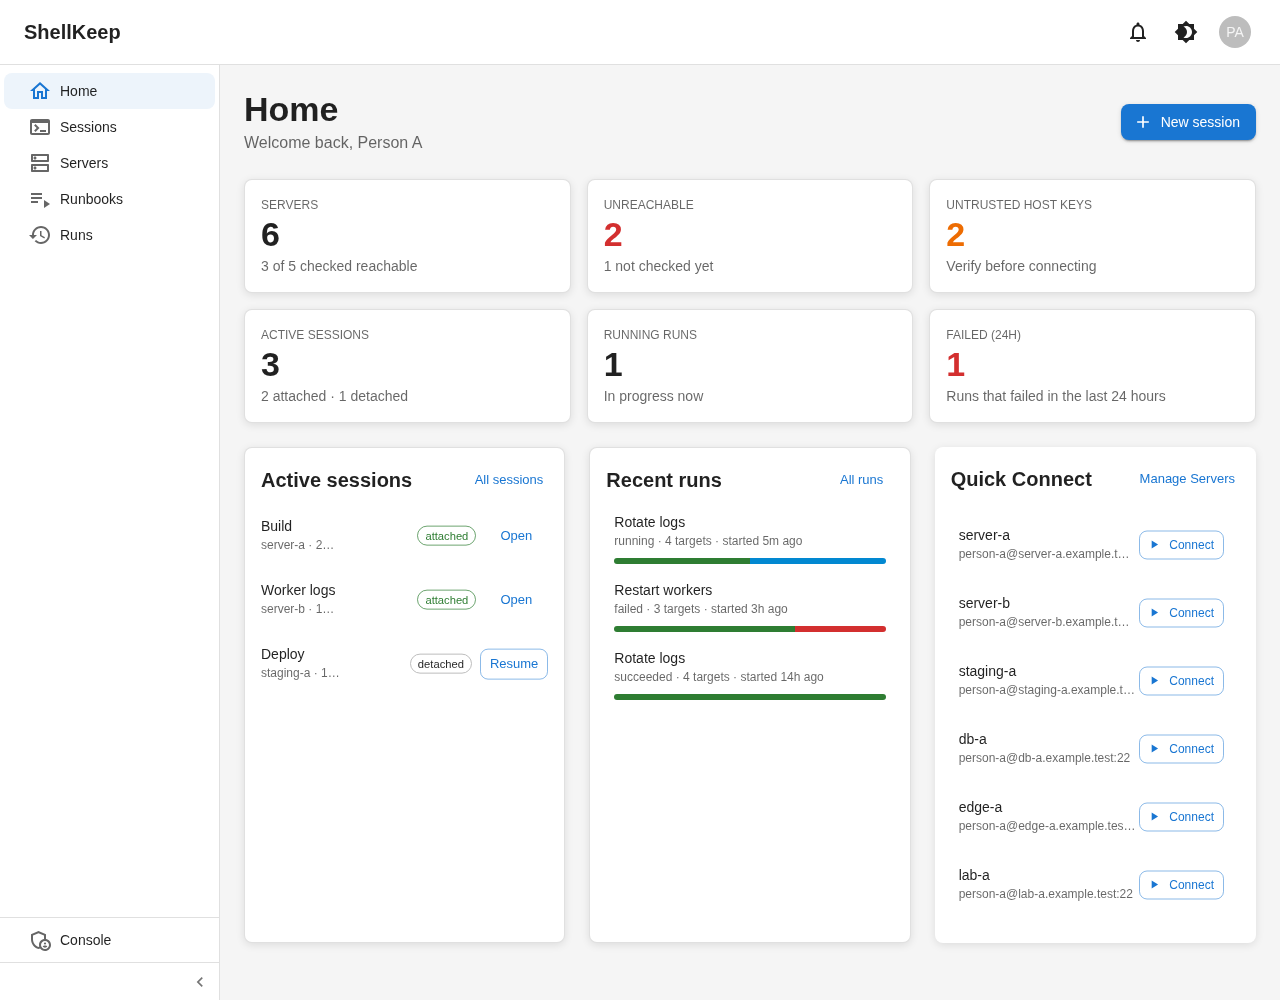 ShellKeep
PA
Home
Sessions
Servers
Runbooks
Runs
Console
Home
Welcome back, Person A
New session
SERVERS
6
3 of 5 checked reachable
UNREACHABLE
2
1 not checked yet
UNTRUSTED HOST KEYS
2
Verify before connecting
ACTIVE SESSIONS
3
2 attached · 1 detached
RUNNING RUNS
1
In progress now
FAILED (24H)
1
Runs that failed in the last 24 hours
Active sessions
All sessions
Build
server-a · 2…
attached
Open
Worker logs
server-b · 1…
attached
Open
Deploy
staging-a · 1…
detached
Resume
Recent runs
All runs
Rotate logs
running · 4 targets · started 5m ago
Restart workers
failed · 3 targets · started 3h ago
Rotate logs
succeeded · 4 targets · started 14h ago
Quick Connect
Manage Servers
server-a
person-a@server-a.example.t…
Connect
server-b
person-a@server-b.example.t…
Connect
staging-a
person-a@staging-a.example.t…
Connect
db-a
person-a@db-a.example.test:22
Connect
edge-a
person-a@edge-a.example.tes…
Connect
lab-a
person-a@lab-a.example.test:22
Connect